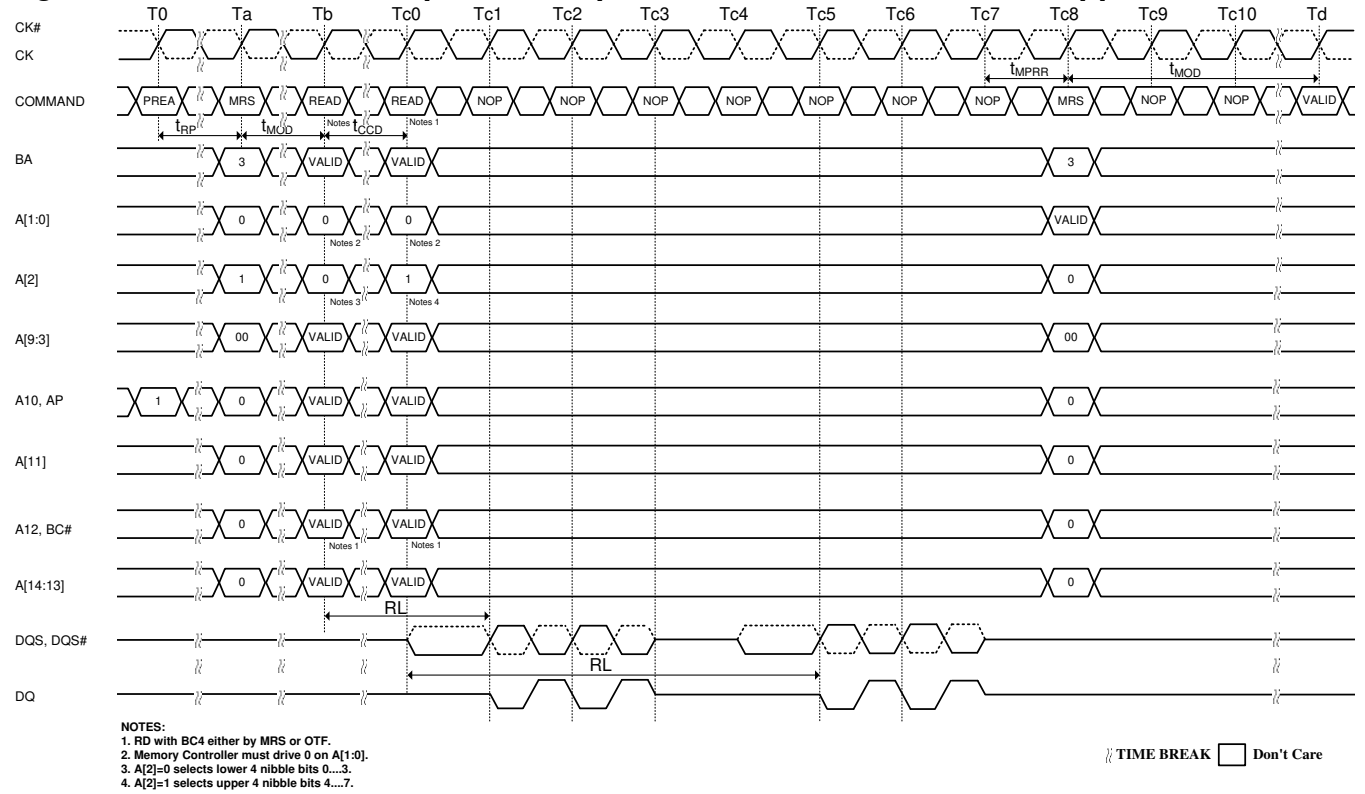 T0 Ta Tb Tc0 Tc1 Tc2 Tc3 Tc4 Tc5 Tc6 Tc7 Tc8 Tc9 Tc10 Td
CK#
CK
tMPRR tMOD
COMMAND PREA MRS READ READ NOP NOP NOP NOP NOP NOP NOP MRS NOP NOP VALID
Notes 1 Notes 1
tRP tMOD tCCD
BA 3 VALID VALID 3
A[1:0] 0 0 0 VALID
Notes 2 Notes 2
A[2] 1 0 1 0
Notes 3 Notes 4
A[9:3] 00 VALID VALID 00
A10, AP 1 0 VALID VALID 0
A[11] 0 VALID VALID 0
A12, BC# 0 VALID VALID 0
Notes 1 Notes 1
A[14:13] 0 VALID VALID 0
RL
DQS, DQS#
RL
DQ
NOTES:
1. RD with BC4 either by MRS or OTF.
2. Memory Controller must drive 0 on A[1:0].
3. A[2]=0 selects lower 4 nibble bits 0....3.
4. A[2]=1 selects upper 4 nibble bits 4....7.
TIME BREAK Don't Care